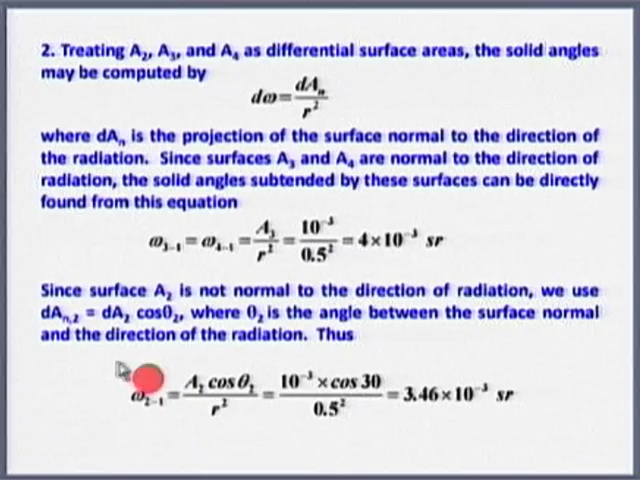 2. Treating A₂, A₃, and A₄ as differential surface areas, the solid angles
may be computed by
dω = dAₙ / r²
where dAₙ is the projection of the surface normal to the direction of
the radiation. Since surfaces A₃ and A₄ are normal to the direction of
radiation, the solid angles subtended by these surfaces can be directly
found from this equation
ω₃₋₁ = ω₄₋₁ = A₃ / r² = 10⁻³ / 0.5² = 4 × 10⁻³ sr
Since surface A₂ is not normal to the direction of radiation, we use
dAₙ,₂ = dA₂ cosθ₂, where θ₂ is the angle between the surface normal
and the direction of the radiation. Thus
ω₂₋₁ = A₂ cos θ₂ / r² = 10⁻³ × cos 30 / 0.5² = 3.46 × 10⁻³ sr